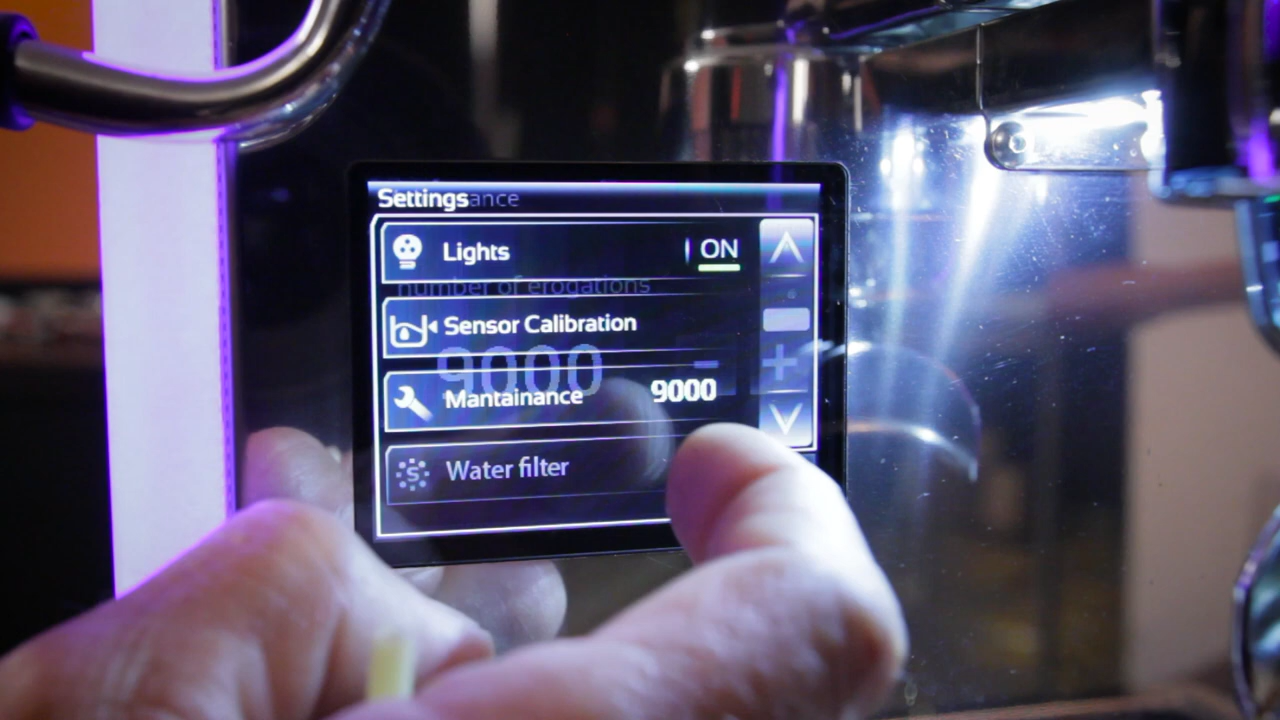 Settingsance
Lights ON
number of erogations
Sensor Calibration
9000
Mantainance 9000
Water filter